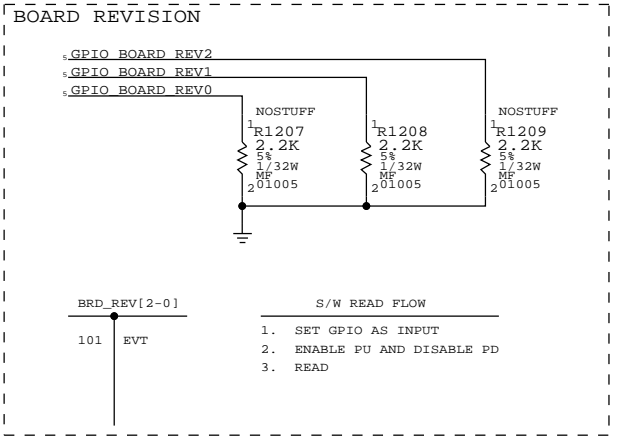 BOARD REVISION
5 GPIO_BOARD_REV2
5 GPIO_BOARD_REV1
5 GPIO_BOARD_REV0
NOSTUFF
1
R1207
2.2K
5%
1/32W
MF
2 01005
1
R1208
2.2K
5%
1/32W
MF
2 01005
NOSTUFF
1
R1209
2.2K
5%
1/32W
MF
2 01005
BRD_REV[2-0]
101 EVT
S/W READ FLOW
1. SET GPIO AS INPUT
2. ENABLE PU AND DISABLE PD
3. READ